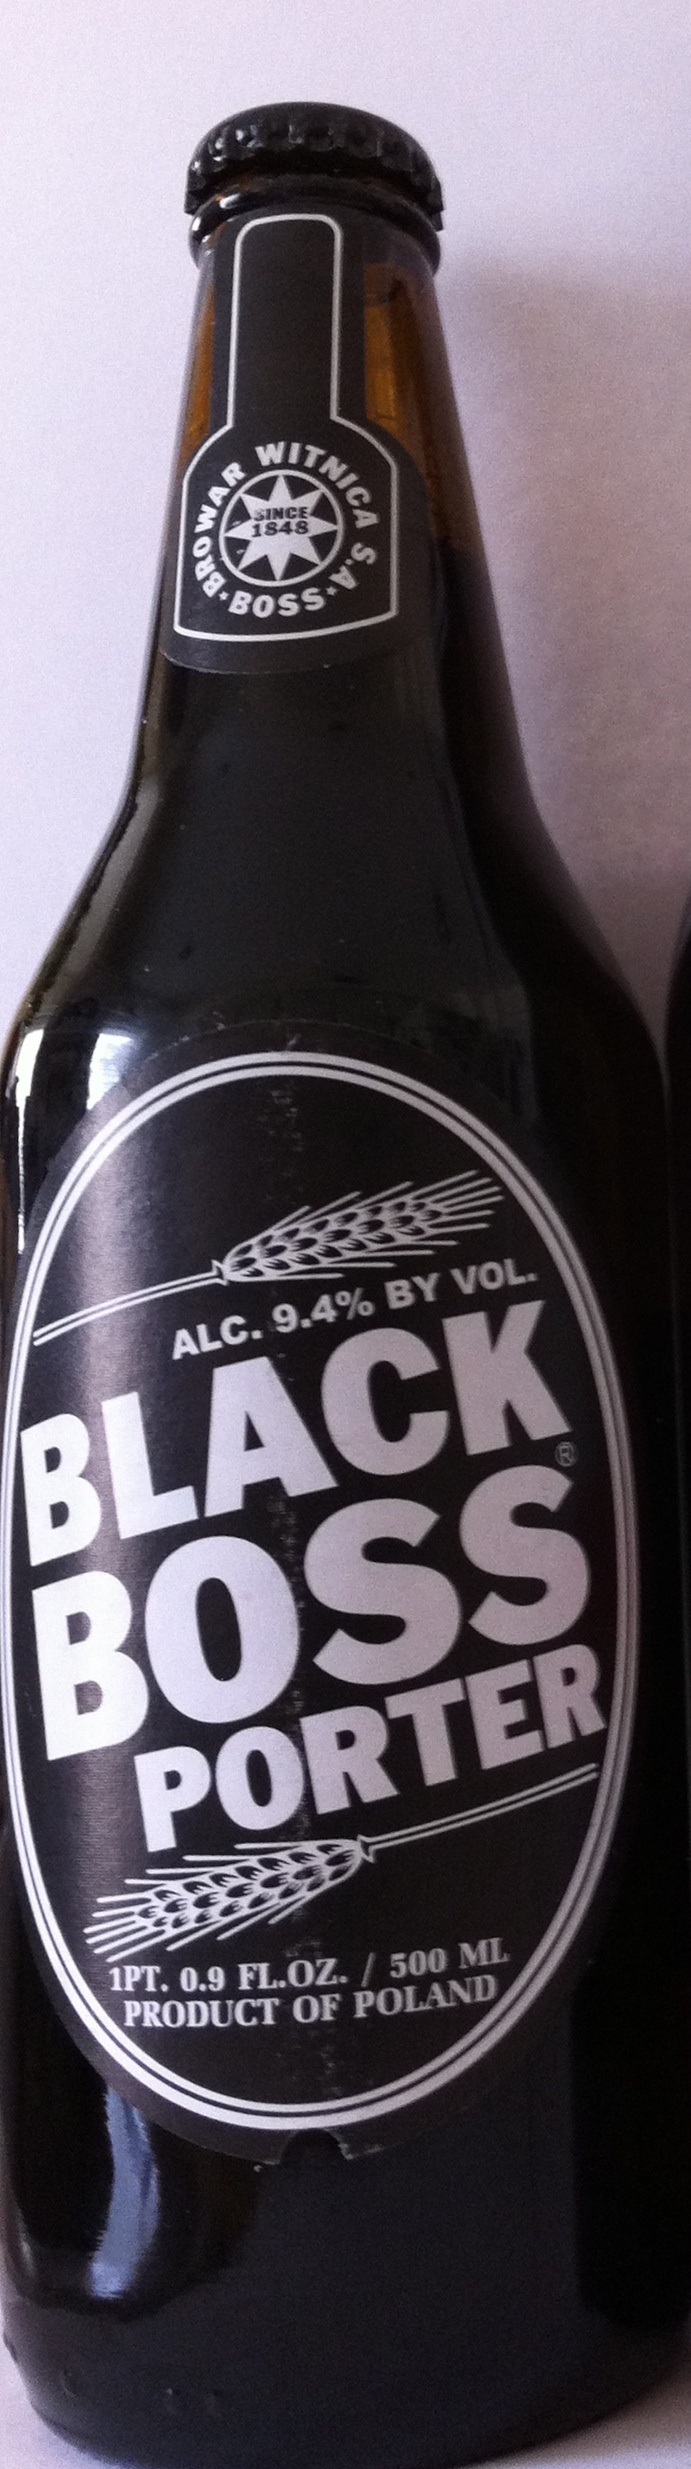 BROWAR WITNICA S.A.
SINCE
1848
BOSS
ALC. 9.4% BY VOL.
BLACK
BOSS®
PORTER
1PT. 0.9 FL.OZ. / 500 ML
PRODUCT OF POLAND